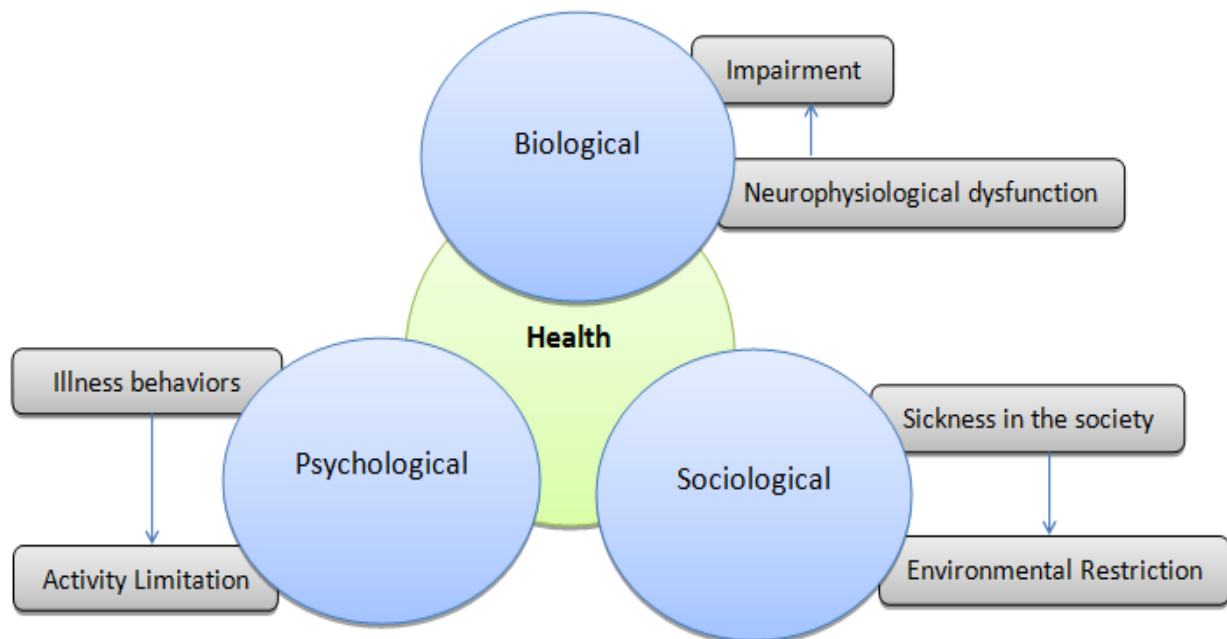 Impairment
Biological
Neurophysiological dysfunction
Health
Illness behaviors
Sickness in the society
Psychological
Sociological
Activity Limitation
Environmental Restriction